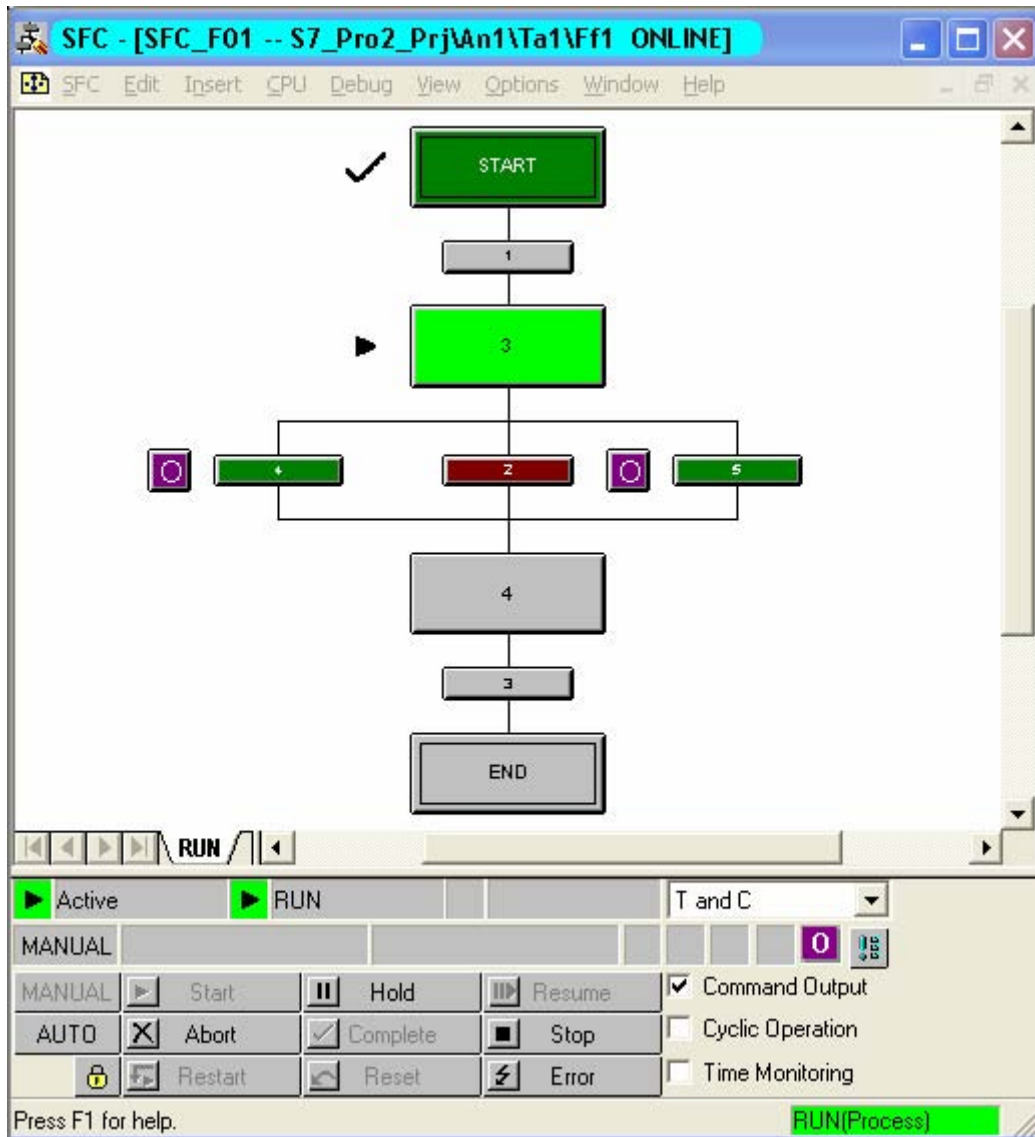 SFC - [SFC_F01 -- S7_Pro2_Prj\An1\Ta1\Ff1 ONLINE]
SFC Edit Insert CPU Debug View Options Window Help
START
1
3
O 4 2 O 5
4
3
END
RUN
Active RUN T and C
MANUAL O
MANUAL Start Hold Resume Command Output
AUTO Abort Complete Stop Cyclic Operation
Restart Reset Error Time Monitoring
Press F1 for help. RUN(Process)